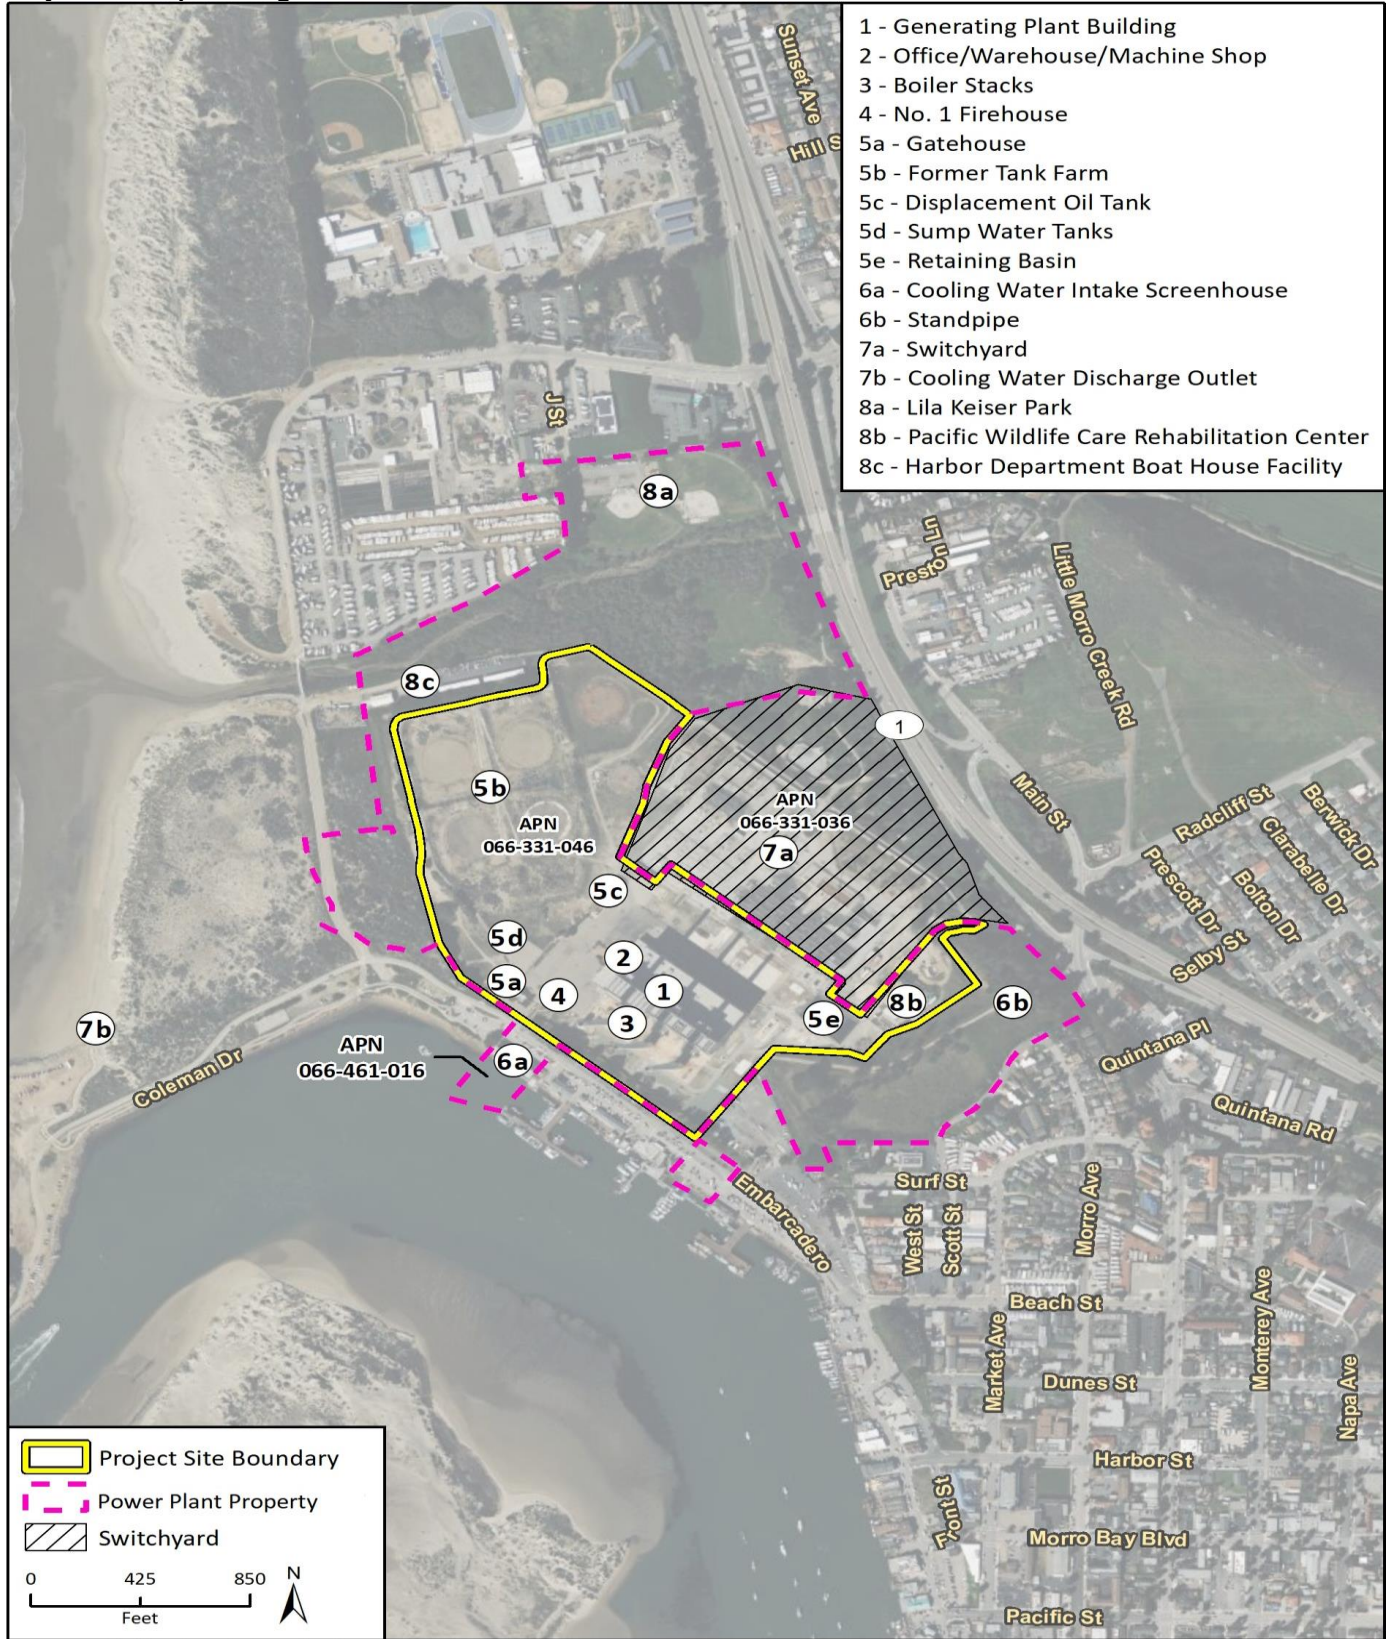 1 - Generating Plant Building
2 - Office/Warehouse/Machine Shop
3 - Boiler Stacks
4 - No. 1 Firehouse
5a - Gatehouse
5b - Former Tank Farm
5c - Displacement Oil Tank
5d - Sump Water Tanks
5e - Retaining Basin
6a - Cooling Water Intake Screenhouse
6b - Standpipe
7a - Switchyard
7b - Cooling Water Discharge Outlet
8a - Lila Keiser Park
8b - Pacific Wildlife Care Rehabilitation Center
8c - Harbor Department Boat House Facility
Sunset Ave
Hill S
J St
8a
Preston Ln
Little Morro Creek Rd
8c
1
5b
APN
066-331-046
APN
066-331-036
7a
Main St
Radcliff St
Berwick Dr
Clarabelle Dr
Prescott Dr
Bolton Dr
Selby St
5c
5d
2
5a
4
1
3
5e
8b
6b
7b
Coleman Dr
APN
066-461-016
6a
Quintana Pl
Quintana Rd
Embarcadero
Surf St
West St
Scott St
Morro Ave
Beach St
Market Ave
Monterey Ave
Dunes St
Napa Ave
Harbor St
Front St
Morro Bay Blvd
Pacific St
Project Site Boundary
Power Plant Property
Switchyard
0 425 850
Feet
N